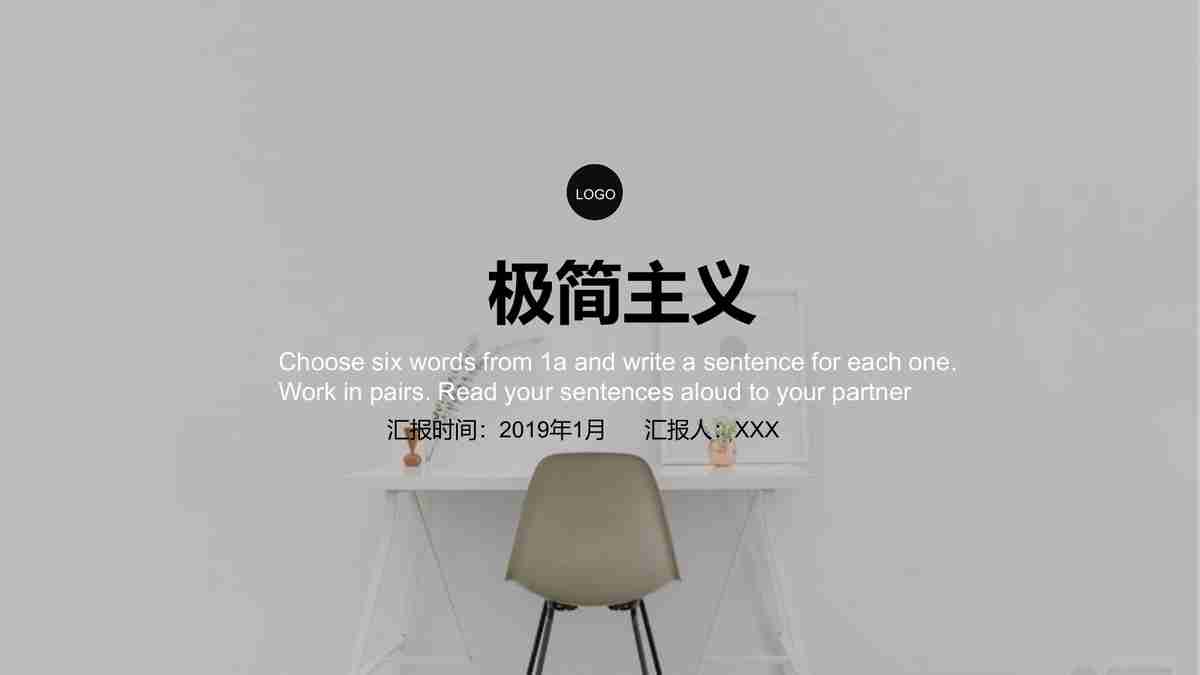 LOGO
极简主义
Choose six words from 1a and write a sentence for each one.
Work in pairs. Read your sentences aloud to your partner
汇报时间：2019年1月 汇报人：XXX